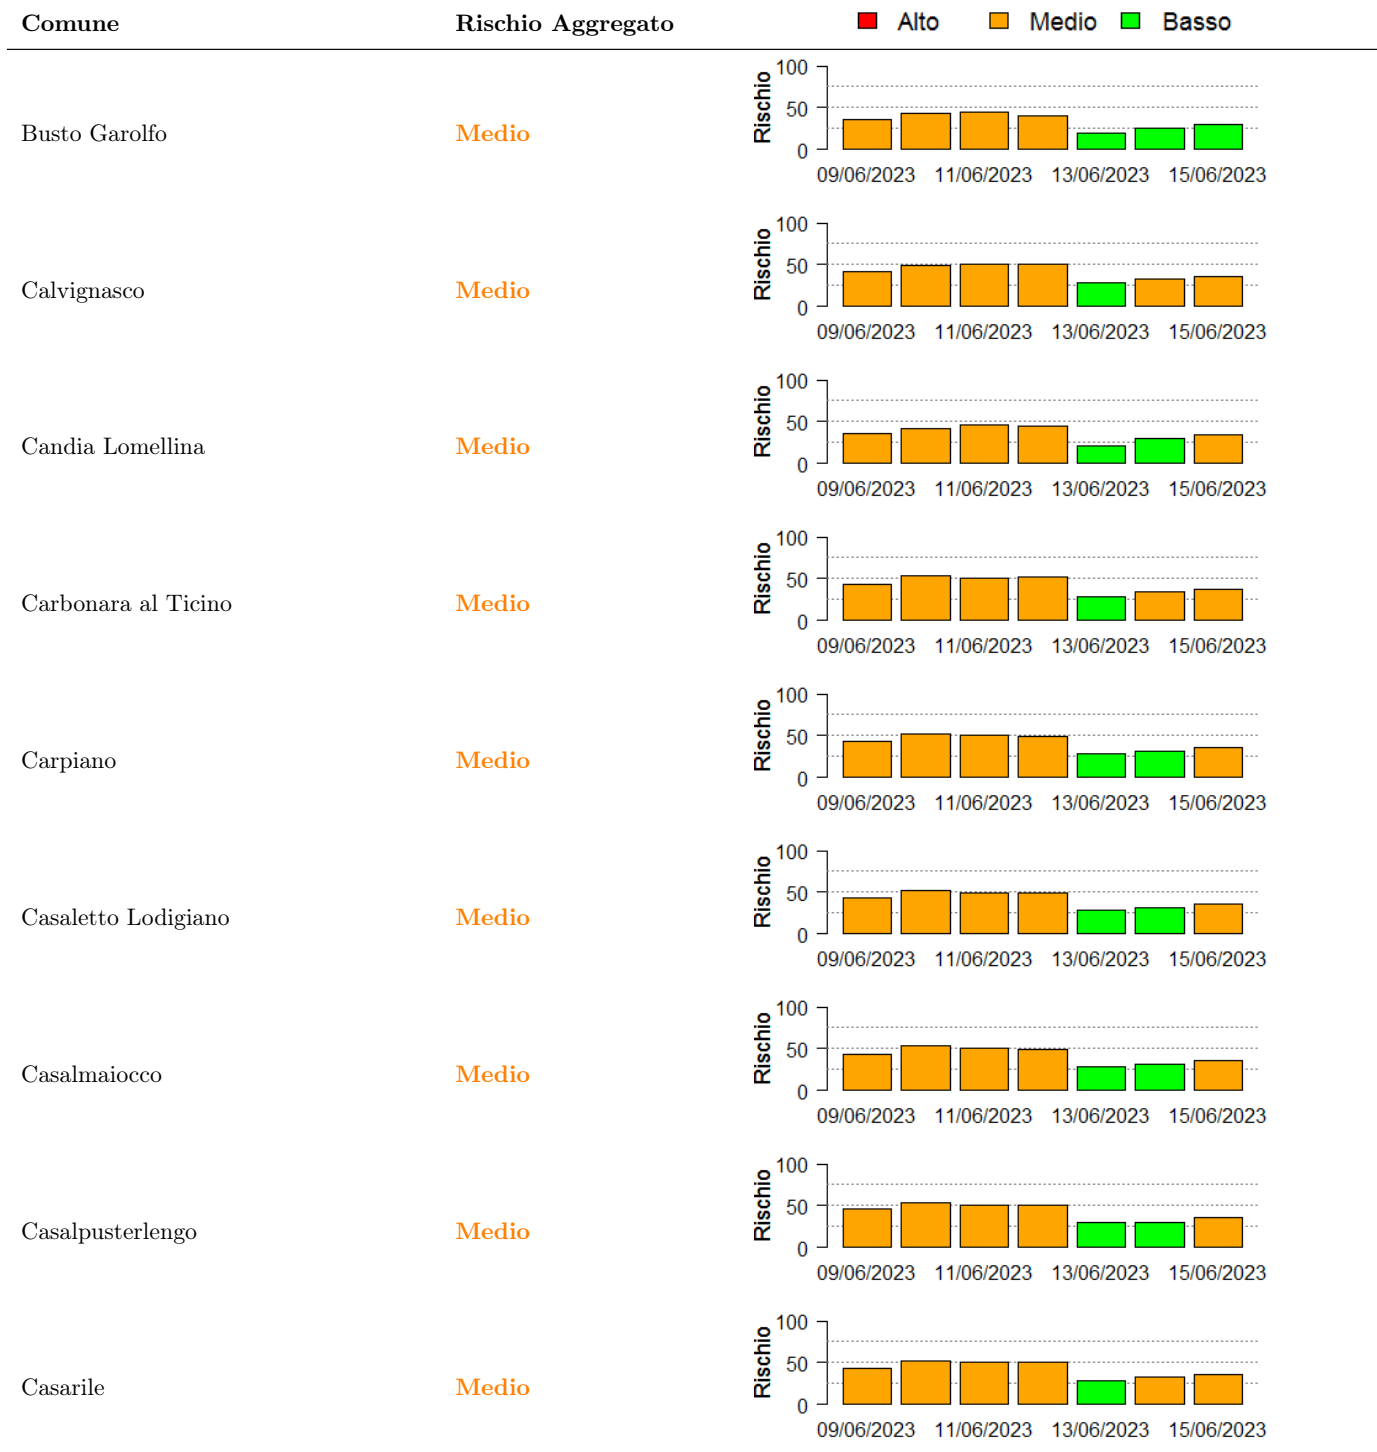 Comune Rischio Aggregato Alto Medio Basso
100
50
0
Rischio
Busto Garolfo Medio
09/06/2023 11/06/2023 13/06/2023 15/06/2023
100
50
0
Rischio
Calvignasco Medio
09/06/2023 11/06/2023 13/06/2023 15/06/2023
100
50
0
Rischio
Candia Lomellina Medio
09/06/2023 11/06/2023 13/06/2023 15/06/2023
100
50
0
Rischio
Carbonara al Ticino Medio
09/06/2023 11/06/2023 13/06/2023 15/06/2023
100
50
0
Rischio
Carpiano Medio
09/06/2023 11/06/2023 13/06/2023 15/06/2023
100
50
0
Rischio
Casaletto Lodigiano Medio
09/06/2023 11/06/2023 13/06/2023 15/06/2023
100
50
0
Rischio
Casalmaiocco Medio
09/06/2023 11/06/2023 13/06/2023 15/06/2023
100
50
0
Rischio
Casalpusterlengo Medio
09/06/2023 11/06/2023 13/06/2023 15/06/2023
100
50
0
Rischio
Casarile Medio
09/06/2023 11/06/2023 13/06/2023 15/06/2023